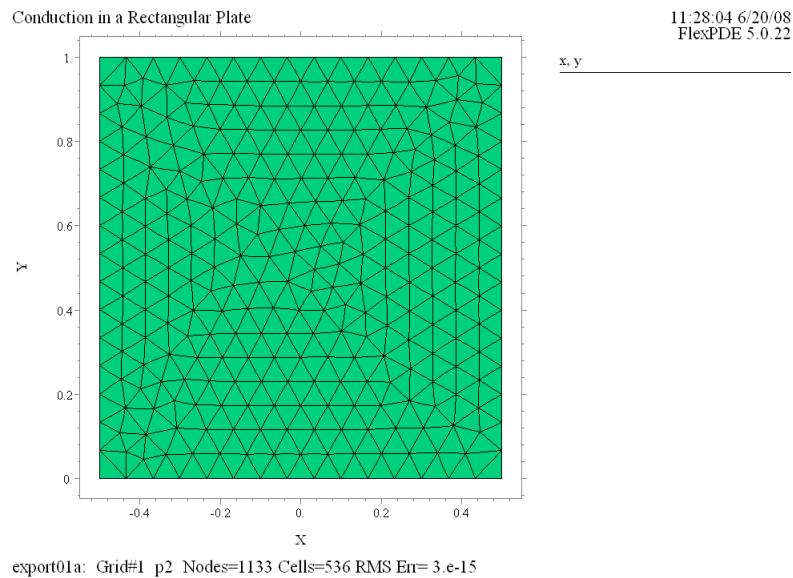 Conduction in a Rectangular Plate
11:28:04 6/20/08
FlexPDE 5.0.22
x, y
1.
0.8
0.6
Y
0.4
0.2
0.
-0.4
-0.2
0.
0.2
0.4
X
export01a: Grid#1 p2 Nodes=1133 Cells=536 RMS Err= 3.e-15